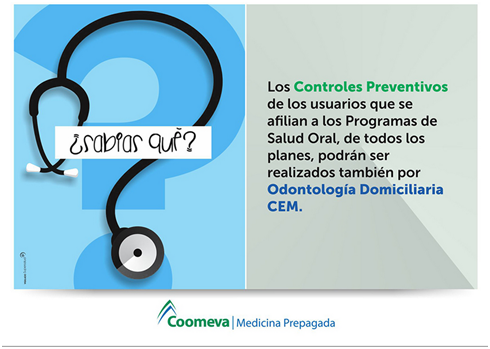 ¿sabías qué?
Los Controles Preventivos
de los usuarios que se
afilian a los Programas de
Salud Oral, de todos los
planes, podrán ser
realizados también por
Odontología Domiciliaria
CEM.
Coomeva | Medicina Prepagada